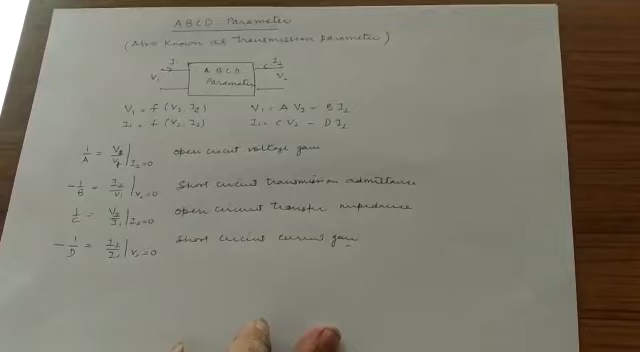 ABCD Parameter
(Also Known as Transmission parameter)
I₁ ABCD I₂
V₁ Parameter V₂
V₁ = f (V₂, I₂) V₁ = A V₂ - B I₂
I₁ = f (V₂, I₂) I₁ = C V₂ - D I₂
1/A = V₂/V₁ | I₂=0 open circuit voltage gain
-1/B = I₂/V₁ | V₂=0 Short circuit transmission admittance
1/C = V₂/I₁ | I₂=0 open circuit transfer impedance
-1/D = I₂/I₁ | V₂=0 Short circuit current gain